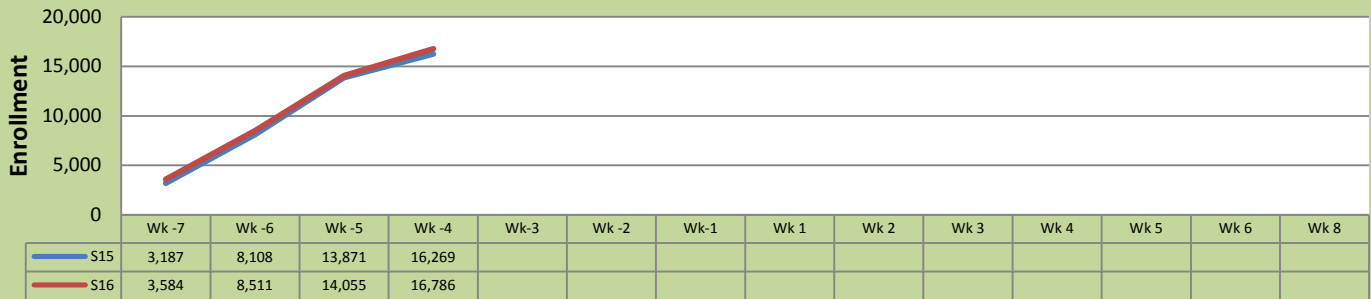 20,000
15,000
10,000
5,000
0
Enrollment
Wk -7 Wk -6 Wk -5 Wk -4 Wk-3 Wk -2 Wk-1 Wk 1 Wk 2 Wk 3 Wk 4 Wk 5 Wk 6 Wk 8
S15 3,187 8,108 13,871 16,269
S16 3,584 8,511 14,055 16,786